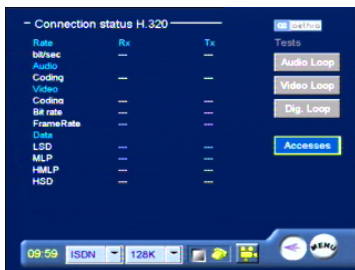 Connection status H.320
Rate Rx Tx
bit/sec --- ---
Audio
Coding --- ---
Video
Coding --- ---
Bit rate --- ---
FrameRate --- ---
Data
LSD --- ---
MLP --- ---
HMLP --- ---
HSD --- ---
Tests
Audio Loop
Video Loop
Dig. Loop
Accesses
09:59 ISDN 128K
MENU